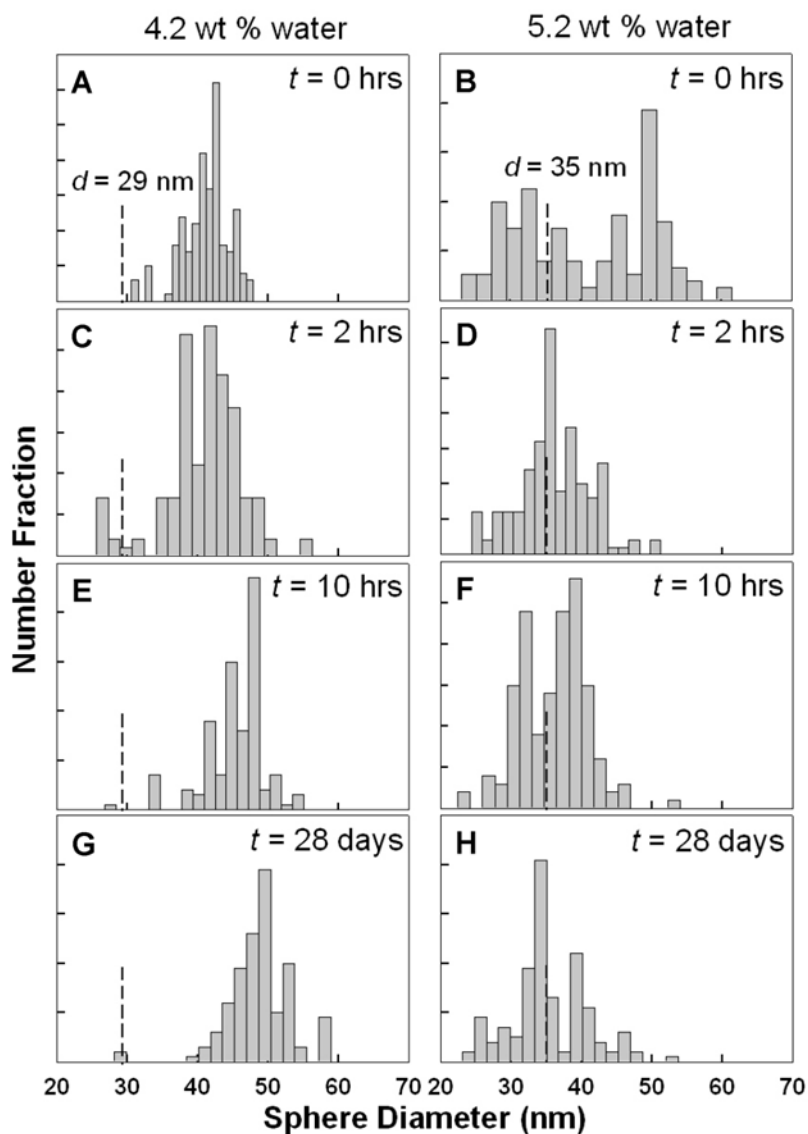 4.2 wt % water
5.2 wt % water
A
t = 0 hrs
d = 29 nm
B
t = 0 hrs
d = 35 nm
C
t = 2 hrs
D
t = 2 hrs
E
t = 10 hrs
F
t = 10 hrs
G
t = 28 days
H
t = 28 days
Number Fraction
20 30 40 50 60 70
20 30 40 50 60 70
Sphere Diameter (nm)